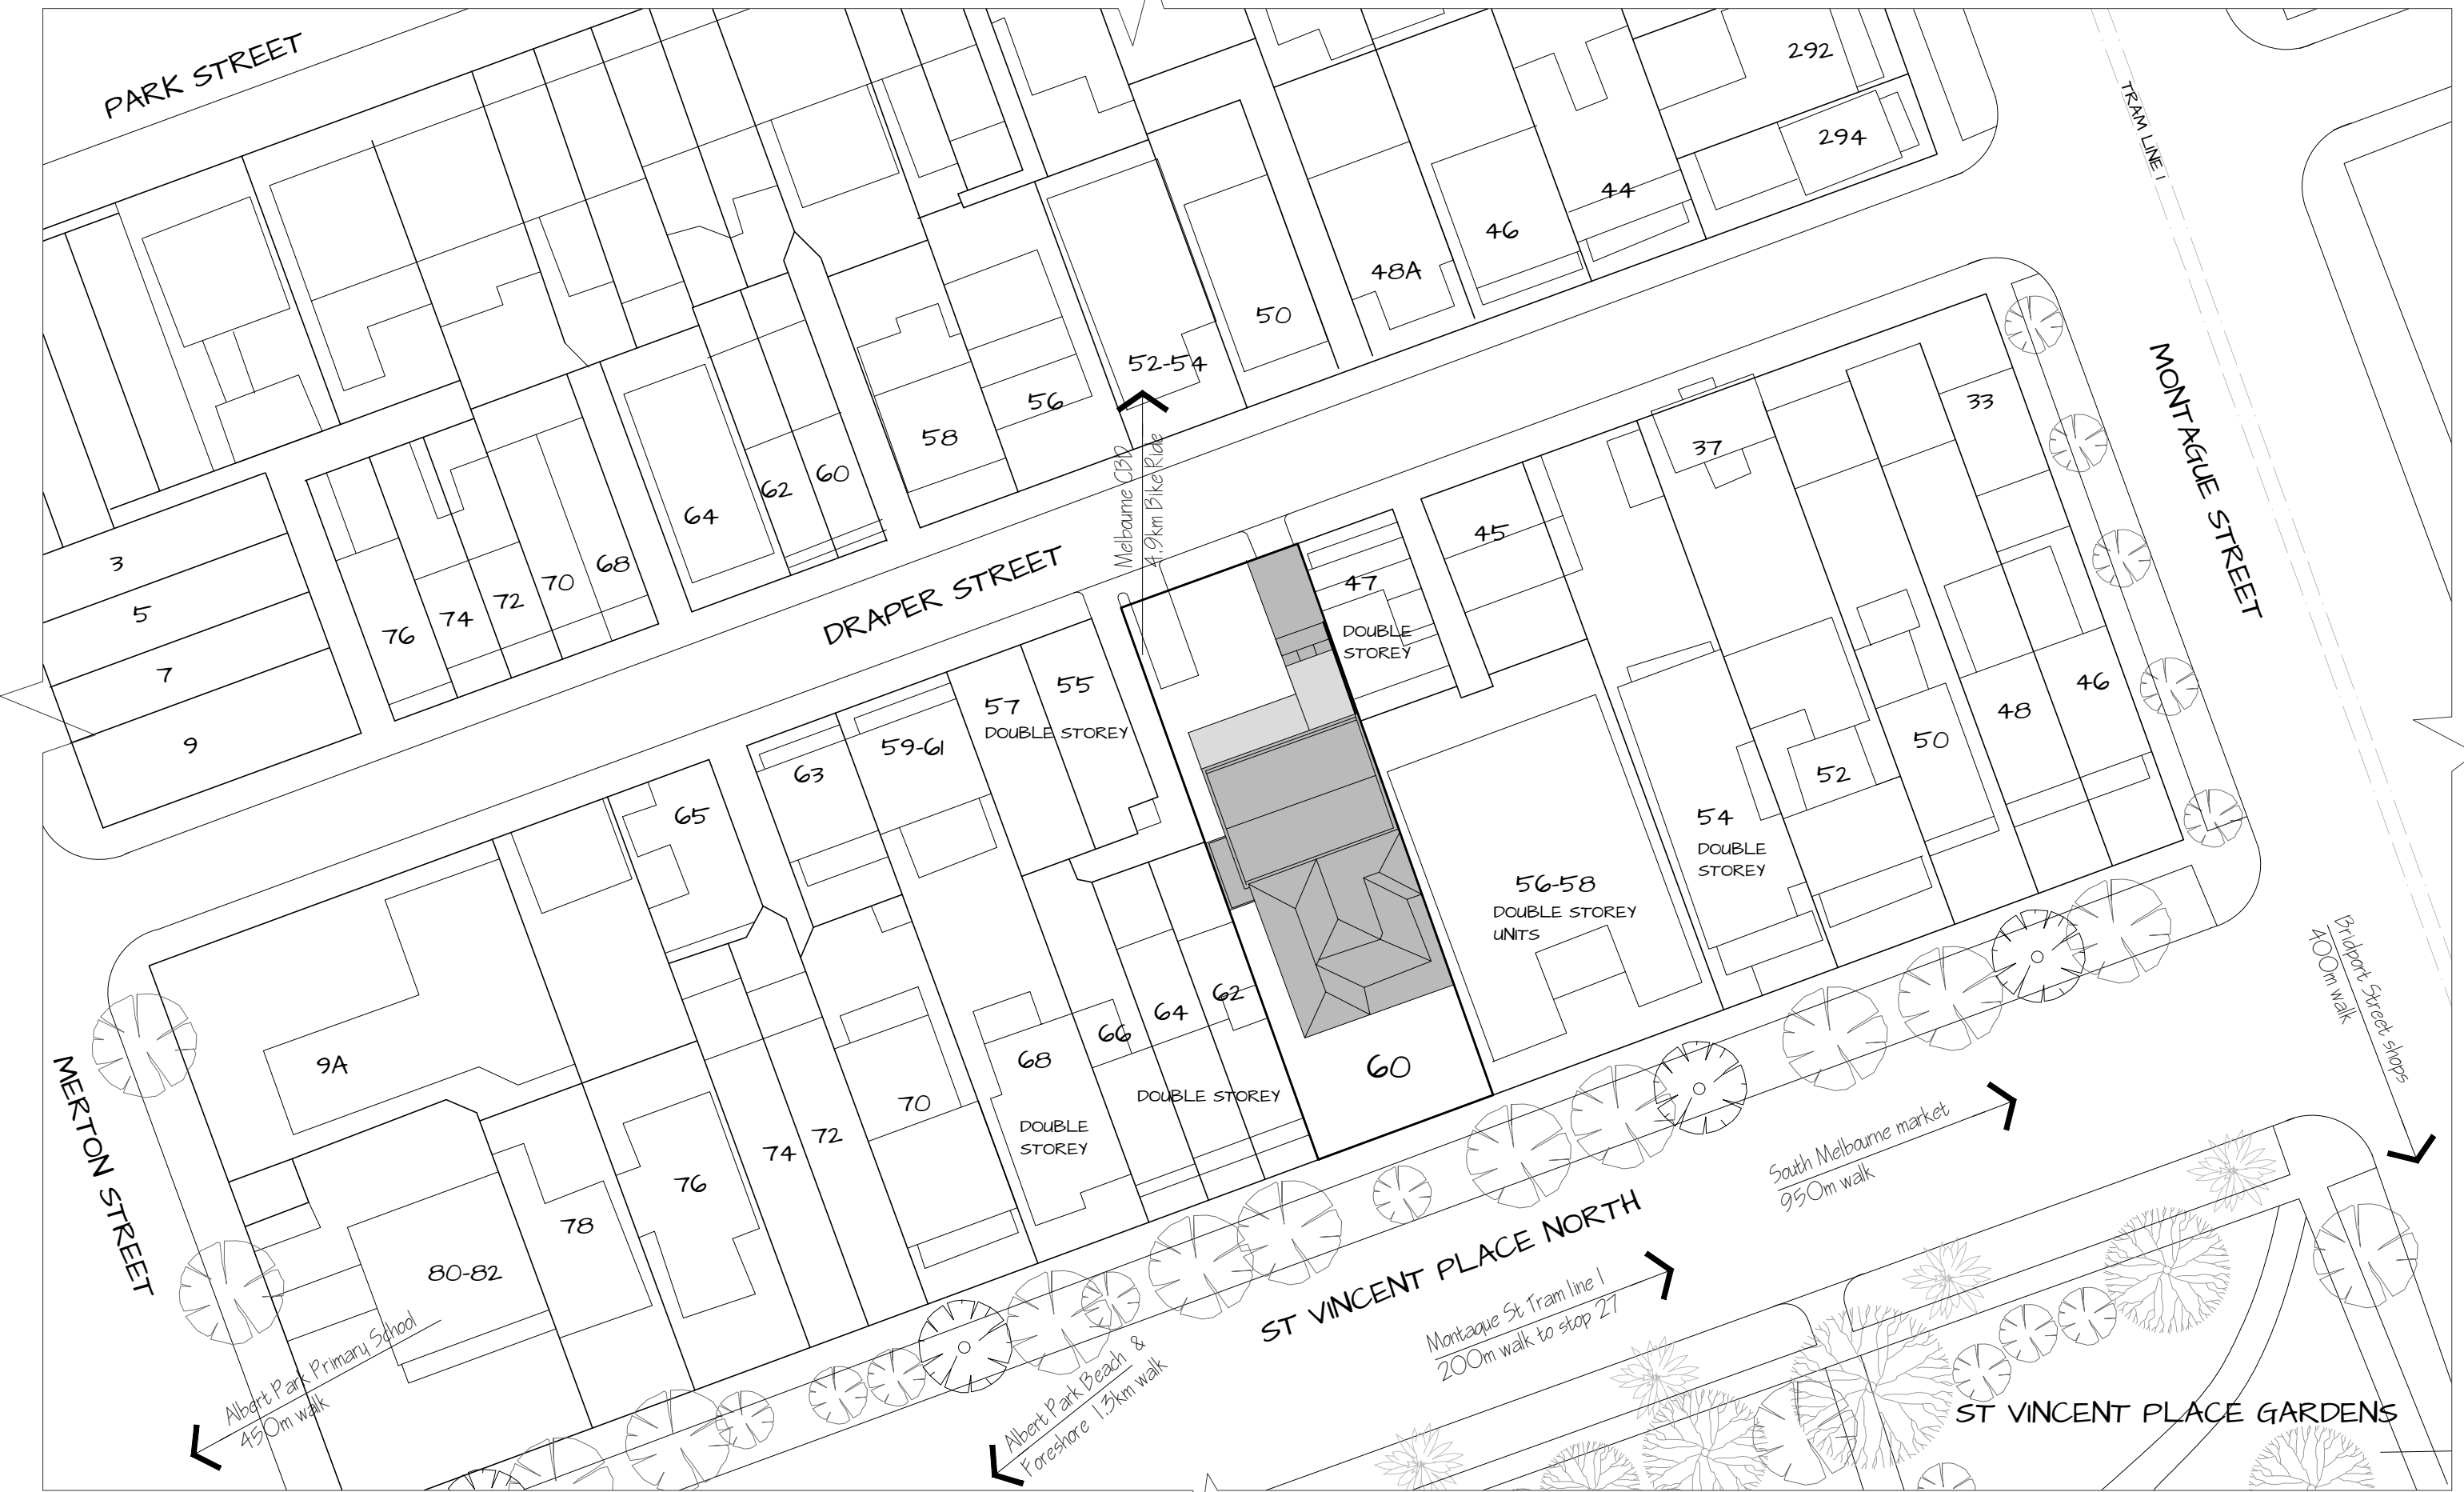 PARK STREET
292
294
TRAM LINE 1
44
46
48A
50
52-54
56
58
60
62
64
68
70
72
74
76
3
5
7
9
Melbourne CBD
4.9km Bike Ride
DRAPER STREET
MONTAGUE STREET
33
37
45
47
DOUBLE
STOREY
55
57
DOUBLE STOREY
59-61
63
65
9A
46
48
50
52
54
DOUBLE
STOREY
56-58
DOUBLE STOREY
UNITS
60
62
64
66
DOUBLE STOREY
68
DOUBLE
STOREY
70
72
74
76
78
80-82
MERTON STREET
Bridport Street shops
400m walk
South Melbourne market
950m walk
ST VINCENT PLACE NORTH
Montague St Tram line 1
200m walk to stop 27
Albert Park Primary School
450m walk
Albert Park Beach &
Foreshore 1.3km walk
ST VINCENT PLACE GARDENS